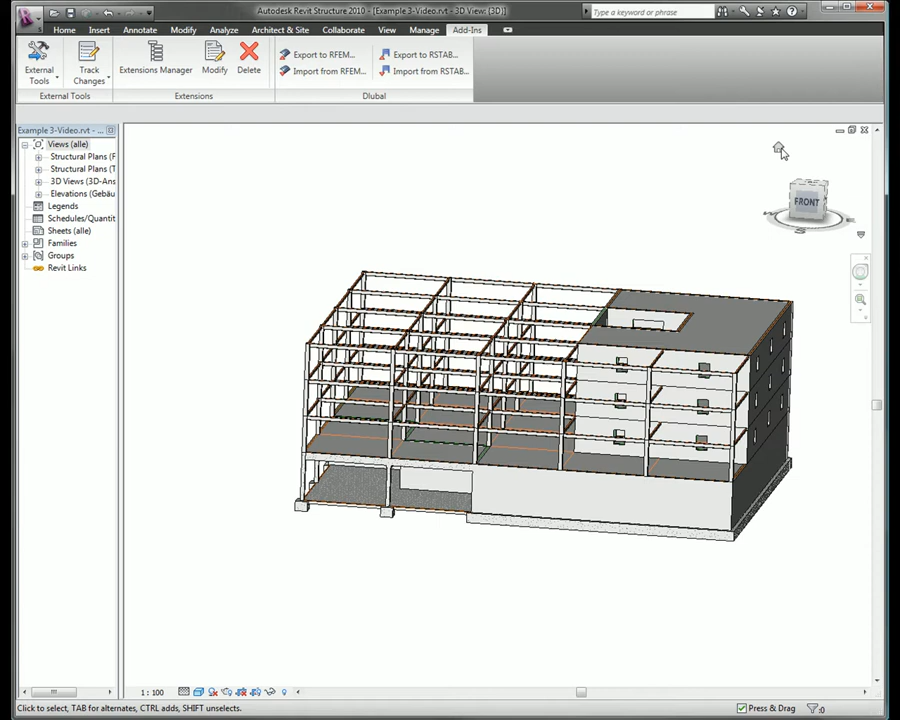 Autodesk Revit Structure 2010 - [Example 3-Video.rvt - 3D View: {3D}]
Type a keyword or phrase
Home Insert Annotate Modify Analyze Architect & Site Collaborate View Manage Add-Ins
External Tools
Track Changes
Extensions Manager
Modify
Delete
Export to RFEM...
Export to RSTAB...
Import from RFEM...
Import from RSTAB...
External Tools
Extensions
Dlubal
Example 3-Video.rvt - ...
Views (alle)
Structural Plans (F
Structural Plans (T
3D Views (3D-Ans
Elevations (Gebäu
Legends
Schedules/Quantit
Sheets (alle)
Families
Groups
Revit Links
FRONT
1 : 100
Click to select, TAB for alternates, CTRL adds, SHIFT unselects.
Press & Drag
:0